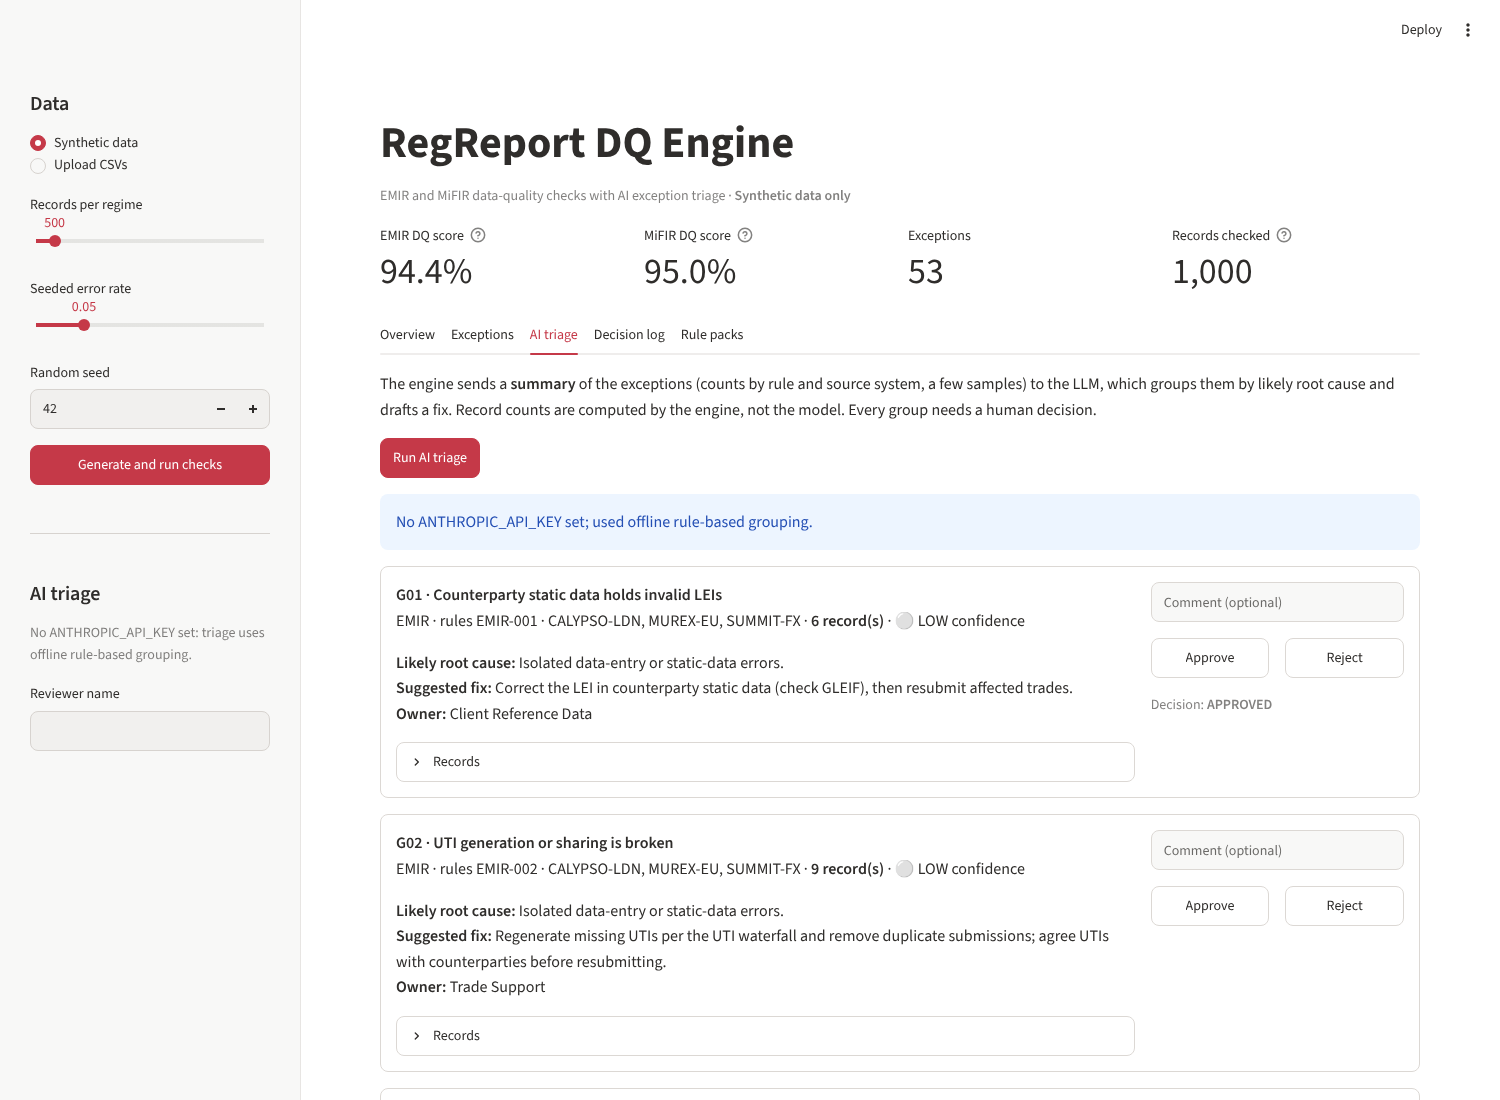 Deploy
Data
Synthetic data
Upload CSVs
Records per regime
500
Seeded error rate
0.05
Random seed
42
Generate and run checks
AI triage
No ANTHROPIC_API_KEY set: triage uses
offline rule-based grouping.
Reviewer name
RegReport DQ Engine
EMIR and MiFIR data-quality checks with AI exception triage · Synthetic data only
EMIR DQ score
94.4%
MiFIR DQ score
95.0%
Exceptions
53
Records checked
1,000
Overview Exceptions AI triage Decision log Rule packs
The engine sends a summary of the exceptions (counts by rule and source system, a few samples) to the LLM, which groups them by likely root cause and
drafts a fix. Record counts are computed by the engine, not the model. Every group needs a human decision.
Run AI triage
No ANTHROPIC_API_KEY set; used offline rule-based grouping.
G01 · Counterparty static data holds invalid LEIs
EMIR · rules EMIR-001 · CALYPSO-LDN, MUREX-EU, SUMMIT-FX · 6 record(s) · LOW confidence
Likely root cause: Isolated data-entry or static-data errors.
Suggested fix: Correct the LEI in counterparty static data (check GLEIF), then resubmit affected trades.
Owner: Client Reference Data
Records
Comment (optional)
Approve Reject
Decision: APPROVED
G02 · UTI generation or sharing is broken
EMIR · rules EMIR-002 · CALYPSO-LDN, MUREX-EU, SUMMIT-FX · 9 record(s) · LOW confidence
Likely root cause: Isolated data-entry or static-data errors.
Suggested fix: Regenerate missing UTIs per the UTI waterfall and remove duplicate submissions; agree UTIs
with counterparties before resubmitting.
Owner: Trade Support
Records
Comment (optional)
Approve Reject